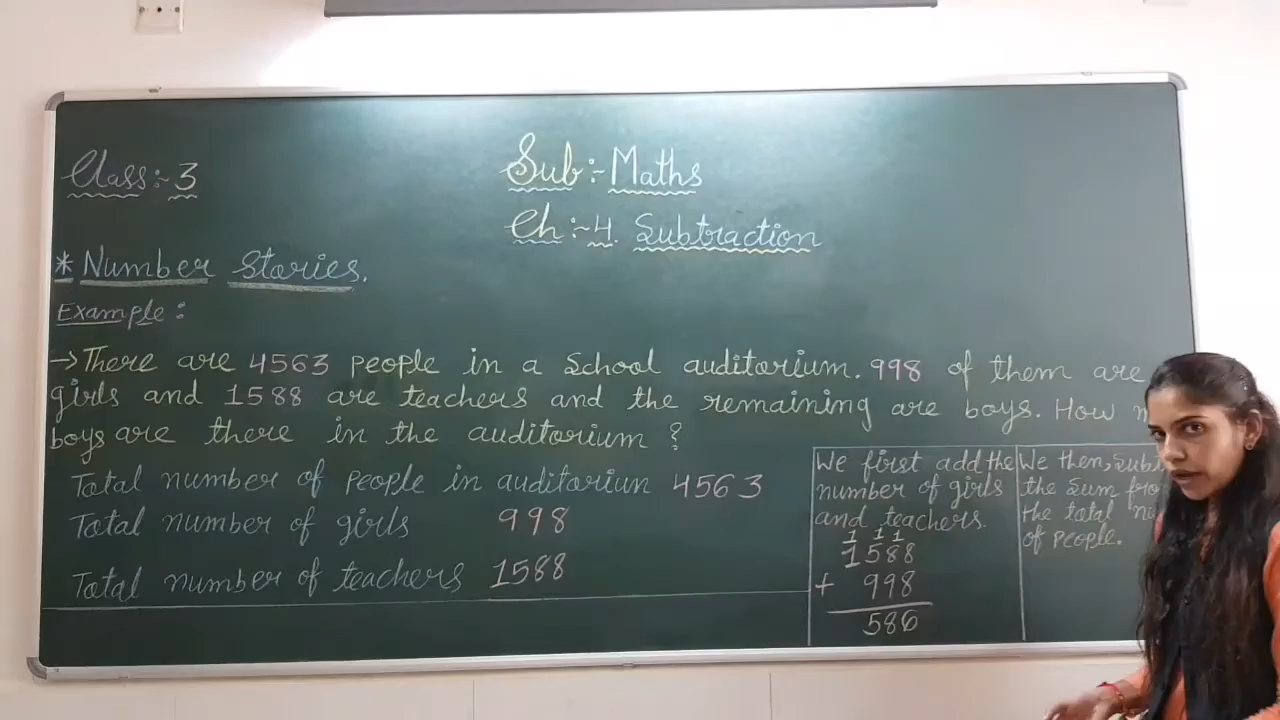 Class:- 3
Sub:- Maths
Ch:-4. Subtraction
* Number Stories.
Example:
→There are 4563 people in a School auditorium. 998 of them are
girls and 1588 are teachers and the remaining are boys. How
boys are there in the auditorium ?
Total number of people in auditoriun 4563
Total number of girls 998
Total number of teachers 1588
We first add the
number of girls
and teachers.
1 1 1
1588
+ 998
586
We then, Sub
the Sum fro
the total nu
of People.